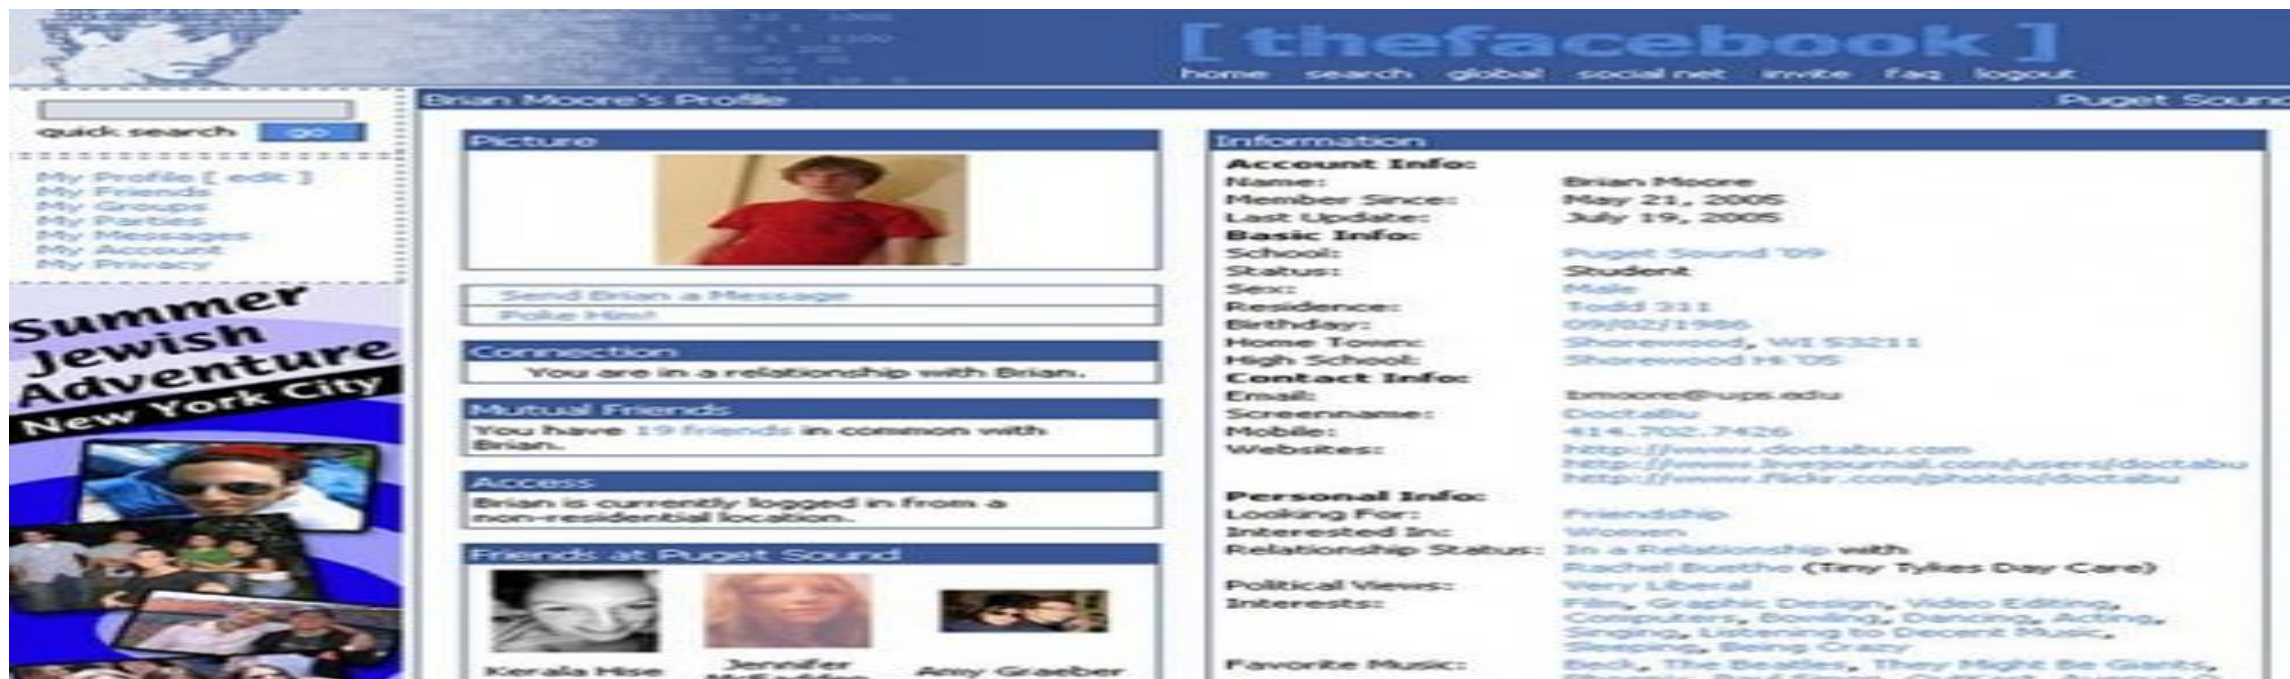 [ thefacebook ]
home search global social net invite faq logout
quick search go
My Profile [ edit ]
My Friends
My Groups
My Parties
My Messages
My Account
My Privacy
Summer
Jewish
Adventure
New York City
Brian Moore's Profile
Puget Sound
Picture
Send Brian a Message
Poke Him!
Connection
You are in a relationship with Brian.
Mutual Friends
You have 19 friends in common with
Brian.
Access
Brian is currently logged in from a
non-residential location.
Friends at Puget Sound
Kerala Hise
Jennifer
Amy Graeber
Information
Account Info:
Name: Brian Moore
Member Since: May 21, 2005
Last Update: July 19, 2005
Basic Info:
School: Puget Sound '09
Status: Student
Sex: Male
Residence: Todd 311
Birthday: 09/02/1986
Home Town: Shorewood, WI 53211
High School: Shorewood Hi '05
Contact Info:
Email: bmoore@ups.edu
Screenname: DoctaBu
Mobile: 414.702.7426
Websites: http://www.doctabu.com
http://www.livejournal.com/users/doctabu
http://www.flickr.com/photos/doctabu
Personal Info:
Looking For: Friendship
Interested In: Women
Relationship Status: In a Relationship with
Rachel (Tiny Tykes Day Care)
Political Views: Very Liberal
Interests: Film, Graphic Design, Video Editing,
Computers, Bowling, Dancing, Acting,
Singing, Listening to Decent Music,
Sleeping, Being Crazy
Favorite Music: Beck, The Beatles, They Might Be Giants,